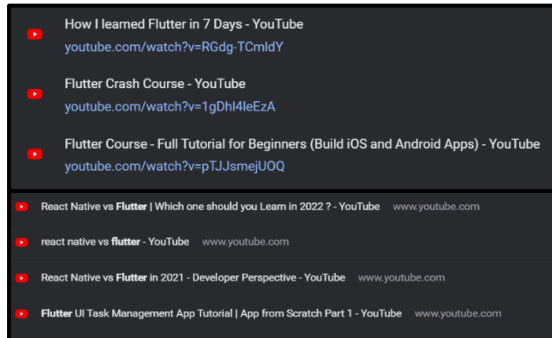 How I learned Flutter in 7 Days - YouTube
youtube.com/watch?v=RGdg-TCmIdY
Flutter Crash Course - YouTube
youtube.com/watch?v=1gDhl4leEzA
Flutter Course - Full Tutorial for Beginners (Build iOS and Android Apps) - YouTube
youtube.com/watch?v=pTJJsmejUOQ
React Native vs Flutter | Which one should you Learn in 2022 ? - YouTube www.youtube.com
react native vs flutter - YouTube www.youtube.com
React Native vs Flutter in 2021 - Developer Perspective - YouTube www.youtube.com
Flutter UI Task Management App Tutorial | App from Scratch Part 1 - YouTube www.youtube.com